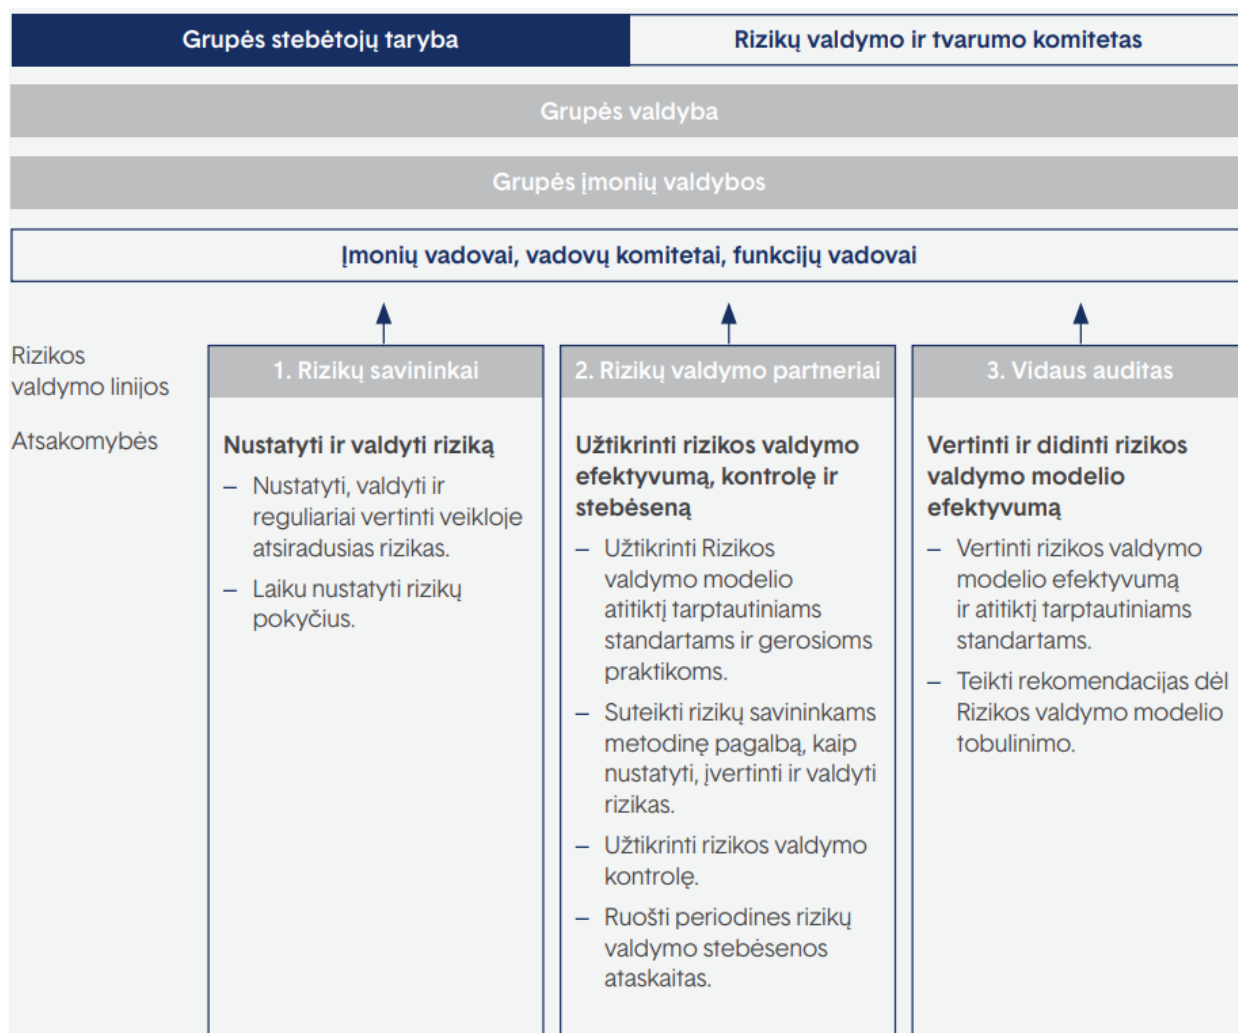 Grupės stebėtojų taryba
Rizikų valdymo ir tvarumo komitetas
Grupės valdyba
Grupės įmonių valdybos
Įmonių vadovai, vadovų komitetai, funkcijų vadovai
Rizikos
valdymo linijos
1. Rizikų savininkai
2. Rizikų valdymo partneriai
3. Vidaus auditas
Atsakomybės
Nustatyti ir valdyti riziką
– Nustatyti, valdyti ir
reguliariai vertinti veikloje
atsiradusias rizikas.
– Laiku nustatyti rizikų
pokyčius.
Užtikrinti rizikos valdymo
efektyvumą, kontrolę ir
stebėseną
– Užtikrinti Rizikos
valdymo modelio
atitiktį tarptautiniams
standartams ir gerosioms
praktikoms.
– Suteikti rizikų savininkams
metodinę pagalbą, kaip
nustatyti, įvertinti ir valdyti
rizikas.
– Užtikrinti rizikos valdymo
kontrolę.
– Ruošti periodines rizikų
valdymo stebėsenos
ataskaitas.
Vertinti ir didinti rizikos
valdymo modelio
efektyvumą
– Vertinti rizikos valdymo
modelio efektyvumą
ir atitiktį tarptautiniams
standartams.
– Teikti rekomendacijas dėl
Rizikos valdymo modelio
tobulinimo.